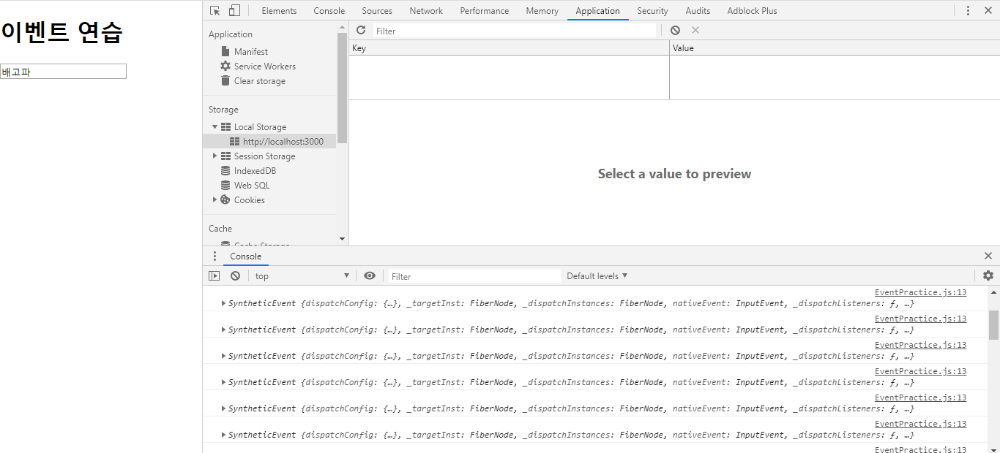 이벤트 연습
배고파
Elements Console Sources Network Performance Memory Application Security Audits Adblock Plus
Application
Manifest
Service Workers
Clear storage
Storage
Local Storage
http://localhost:3000
Session Storage
IndexedDB
Web SQL
Cookies
Cache
Cache Storage
Filter
Key Value
Select a value to preview
Console
top Filter Default levels ▼
EventPractice.js:13
SyntheticEvent {dispatchConfig: {…}, _targetInst: FiberNode, _dispatchInstances: FiberNode, nativeEvent: InputEvent, _dispatchListeners: ƒ, …}
EventPractice.js:13
SyntheticEvent {dispatchConfig: {…}, _targetInst: FiberNode, _dispatchInstances: FiberNode, nativeEvent: InputEvent, _dispatchListeners: ƒ, …}
EventPractice.js:13
SyntheticEvent {dispatchConfig: {…}, _targetInst: FiberNode, _dispatchInstances: FiberNode, nativeEvent: InputEvent, _dispatchListeners: ƒ, …}
EventPractice.js:13
SyntheticEvent {dispatchConfig: {…}, _targetInst: FiberNode, _dispatchInstances: FiberNode, nativeEvent: InputEvent, _dispatchListeners: ƒ, …}
EventPractice.js:13
SyntheticEvent {dispatchConfig: {…}, _targetInst: FiberNode, _dispatchInstances: FiberNode, nativeEvent: InputEvent, _dispatchListeners: ƒ, …}
EventPractice.js:13
SyntheticEvent {dispatchConfig: {…}, _targetInst: FiberNode, _dispatchInstances: FiberNode, nativeEvent: InputEvent, _dispatchListeners: ƒ, …}
EventPractice.js:13